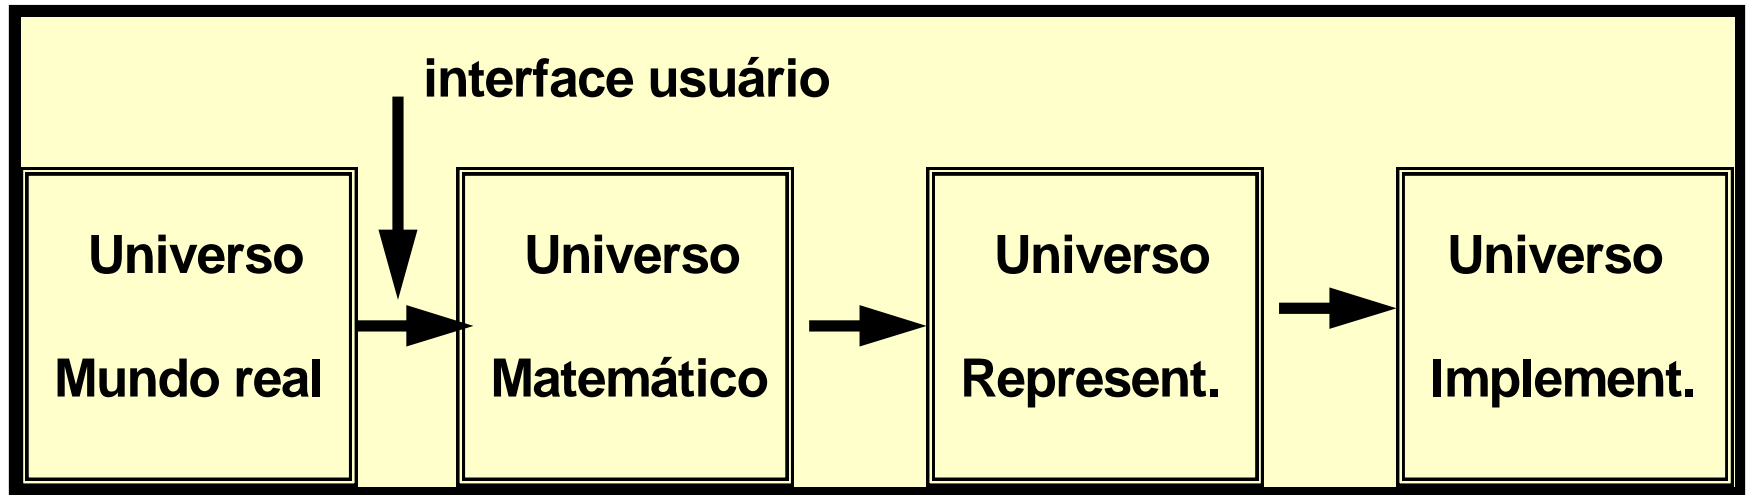 interface usuário
Universo
Mundo real
Universo
Matemático
Universo
Represent.
Universo
Implement.